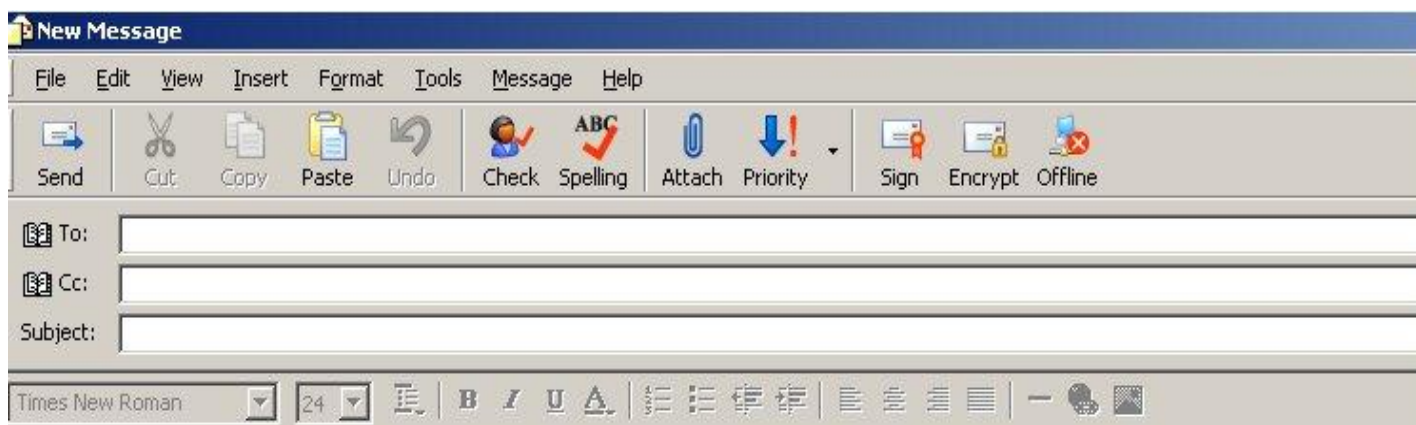 New Message
File Edit View Insert Format Tools Message Help
ABC
Send Cut Copy Paste Undo Check Spelling Attach Priority Sign Encrypt Offline
To:
Cc:
Subject:
Times New Roman 24 B I U A